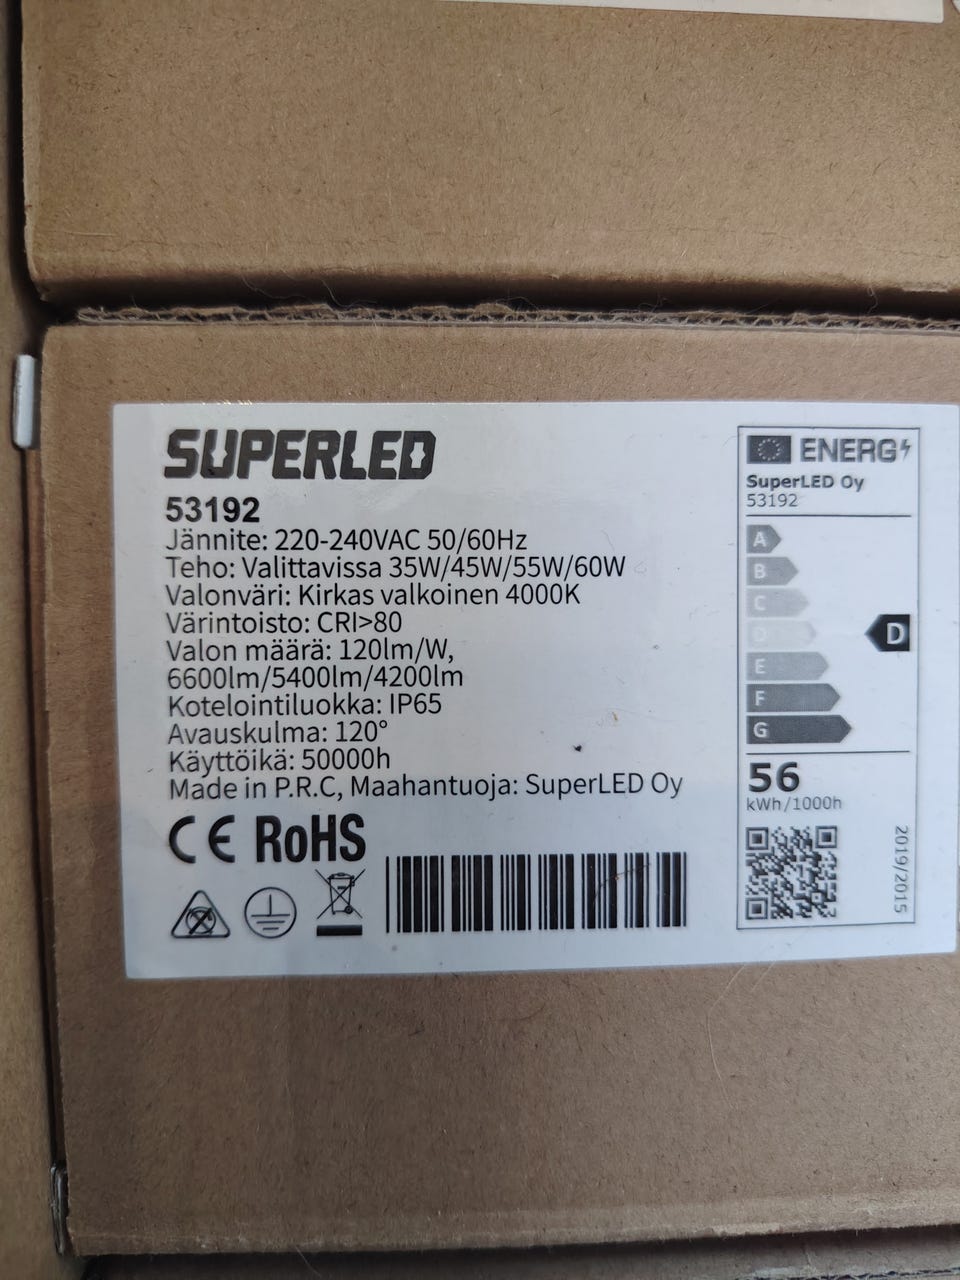 SUPERLED
53192
Jännite: 220-240VAC 50/60Hz
Teho: Valittavissa 35W/45W/55W/60W
Valonväri: Kirkas valkoinen 4000K
Värintoisto: CRI>80
Valon määrä: 120lm/W,
6600lm/5400lm/4200lm
Kotelointiluokka: IP65
Avauskulma: 120°
Käyttöikä: 50000h
Made in P.R.C, Maahantuoja: SuperLED Oy
CE RoHS
ENERG
SuperLED Oy
53192
A
B
C
D
D
E
F
G
56
kWh/1000h
2019/2015